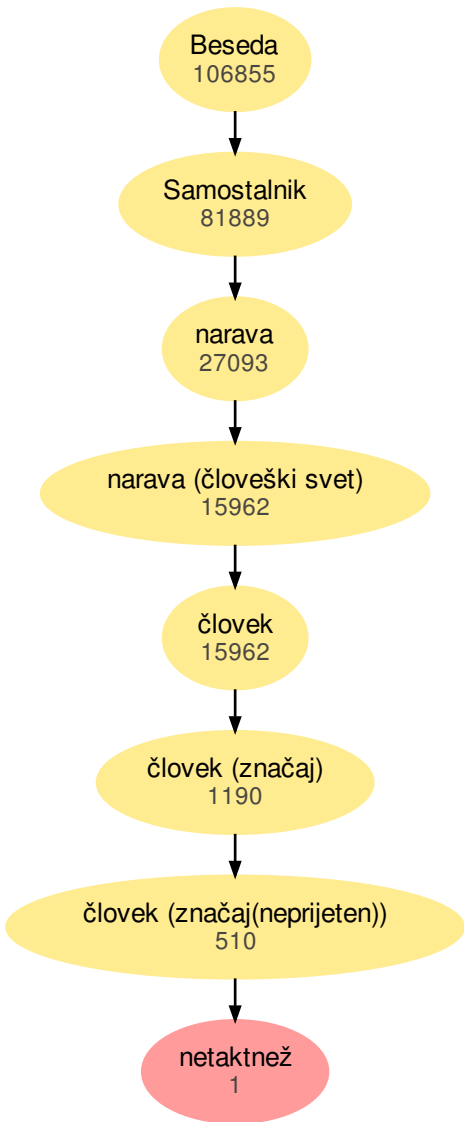 Beseda
106855
Samostalnik
81889
narava
27093
narava (človeški svet)
15962
človek
15962
človek (značaj)
1190
človek (značaj(neprijeten))
510
netaktnež
1